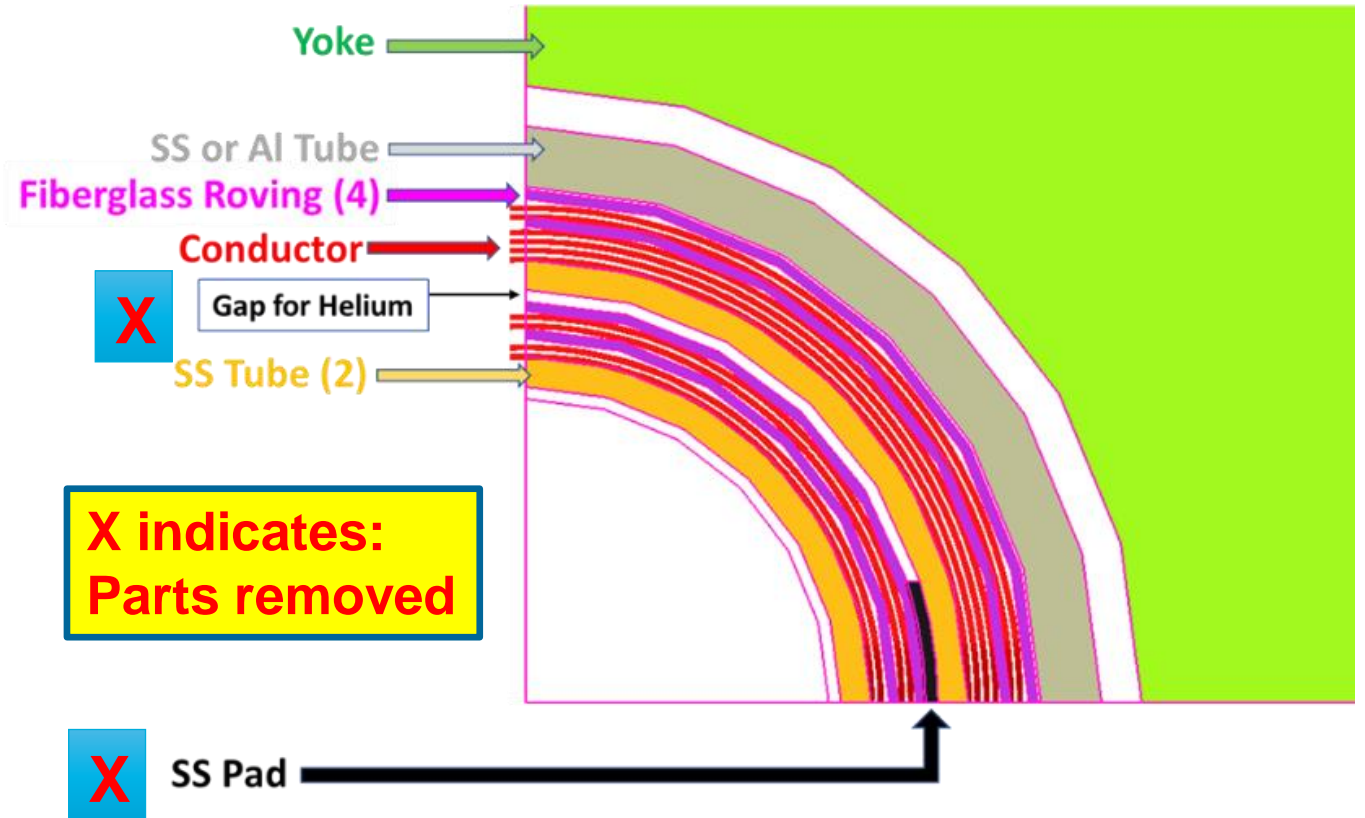 Yoke
SS or Al Tube
Fiberglass Roving (4)
Conductor
X
Gap for Helium
SS Tube (2)
X indicates:
Parts removed
X
SS Pad